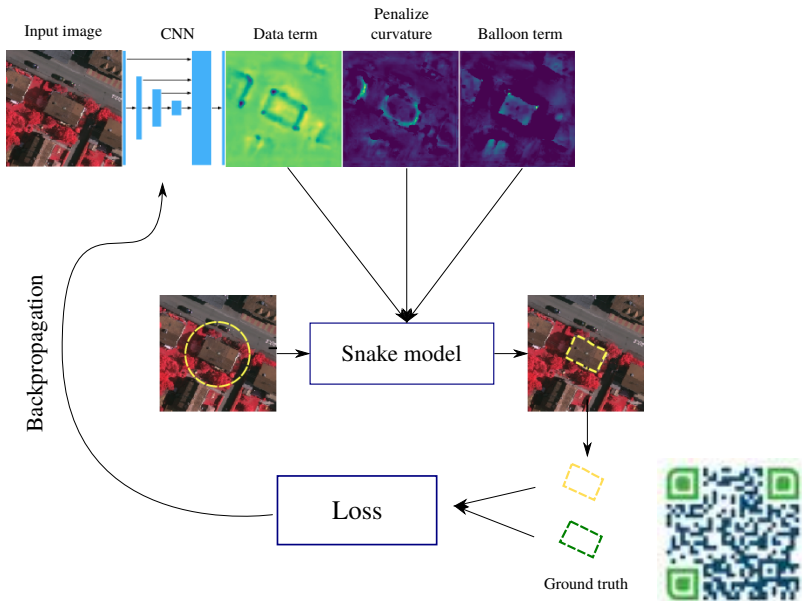 Input image
CNN
Data term
Penalize
curvature
Balloon term
Backpropagation
Snake model
Loss
Ground truth